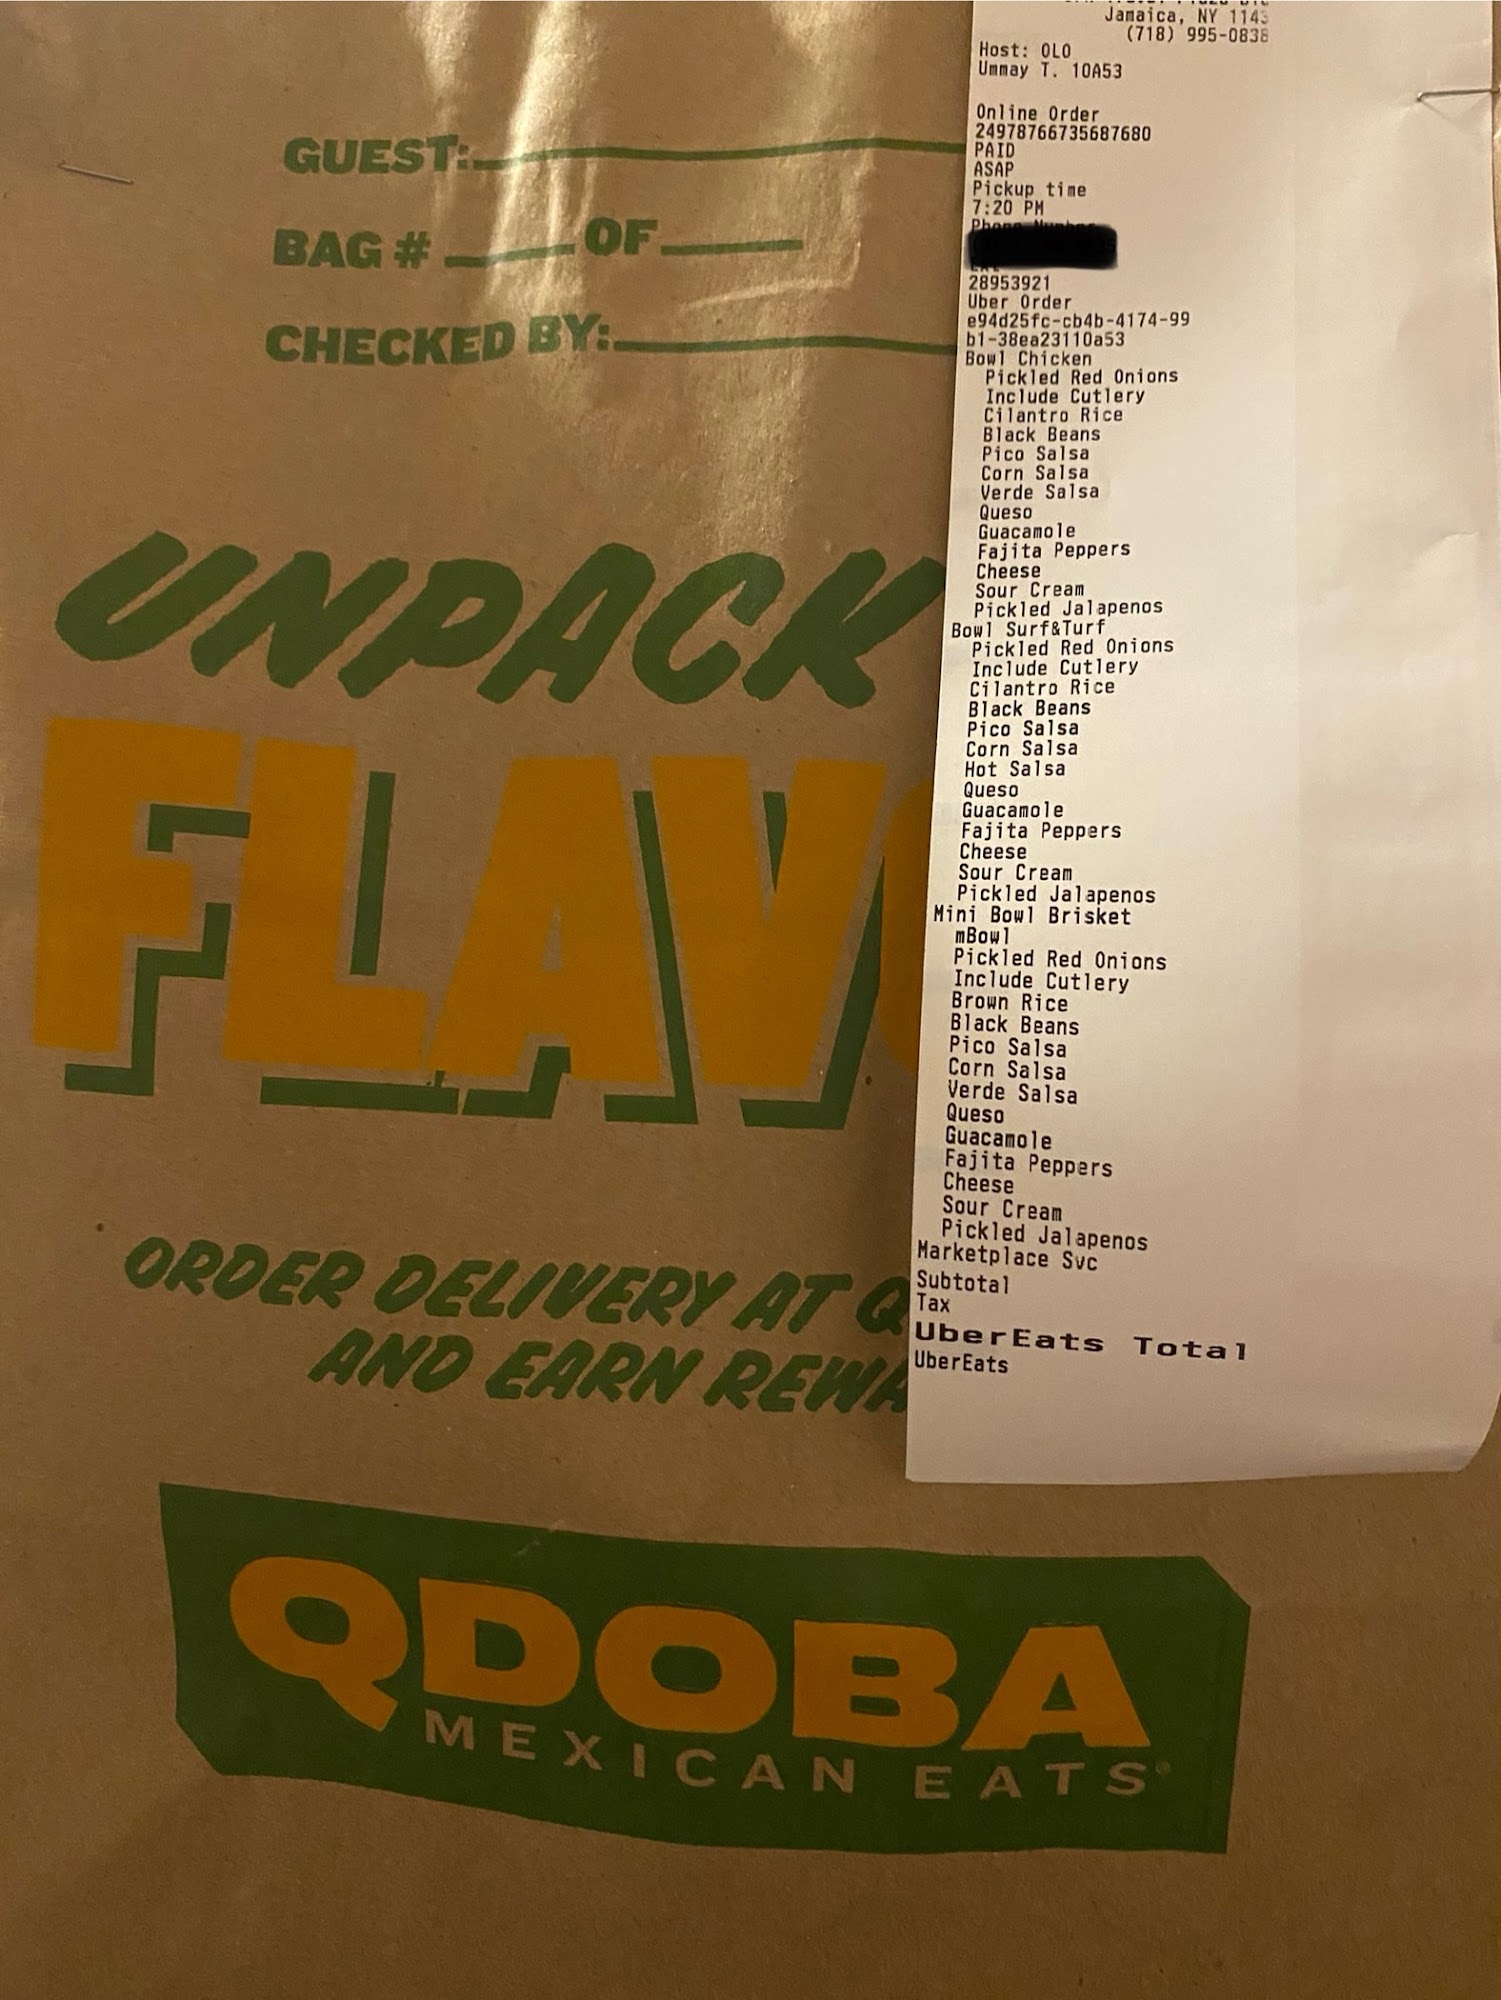 GUEST:
BAG # OF
CHECKED BY:
UNPACK
FLAV
ORDER DELIVERY AT Q
AND EARN REWA
QDOBA
MEXICAN EATS®
Jamaica, NY 1143
(718) 995-0838
Host: OLO
Ummay T. 10A53
Online Order
24978766735687680
PAID
ASAP
Pickup time
7:20 PM
Phone Number
28953921
Uber Order
e94d25fc-cb4b-4174-99
b1-38ea23110a53
Bowl Chicken
Pickled Red Onions
Include Cutlery
Cilantro Rice
Black Beans
Pico Salsa
Corn Salsa
Verde Salsa
Queso
Guacamole
Fajita Peppers
Cheese
Sour Cream
Pickled Jalapenos
Bowl Surf&Turf
Pickled Red Onions
Include Cutlery
Cilantro Rice
Black Beans
Pico Salsa
Corn Salsa
Hot Salsa
Queso
Guacamole
Fajita Peppers
Cheese
Sour Cream
Pickled Jalapenos
Mini Bowl Brisket
mBowl
Pickled Red Onions
Include Cutlery
Brown Rice
Black Beans
Pico Salsa
Corn Salsa
Verde Salsa
Queso
Guacamole
Fajita Peppers
Cheese
Sour Cream
Pickled Jalapenos
Marketplace Svc
Subtotal
Tax
UberEats Total
UberEats